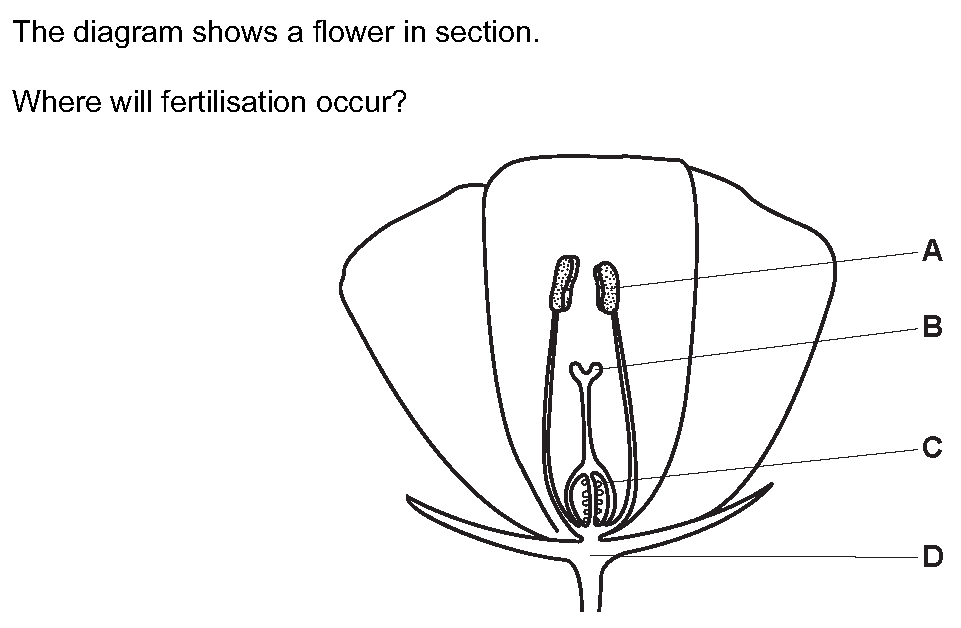 The diagram shows a flower in section.
Where will fertilisation occur?
A
B
C
D